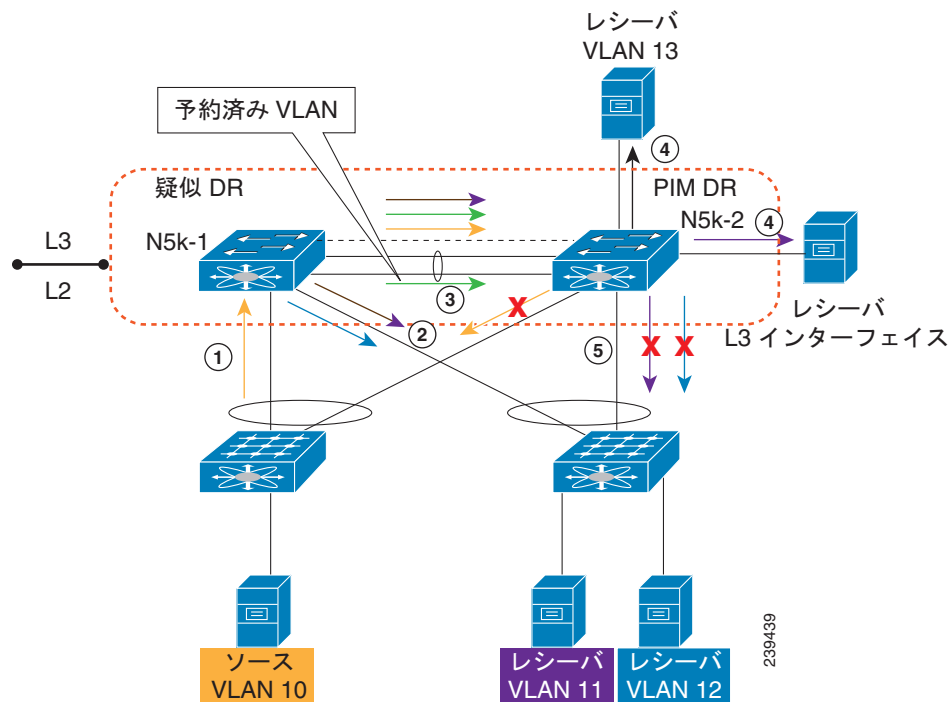 レシーバ
VLAN 13
予約済み VLAN
④
疑似 DR
PIM DR
N5k-1
N5k-2
④
L3
L2
③
X
レシーバ
L3 インターフェイス
②
①
⑤
X
X
ソース
VLAN 10
レシーバ
VLAN 11
レシーバ
VLAN 12
239439